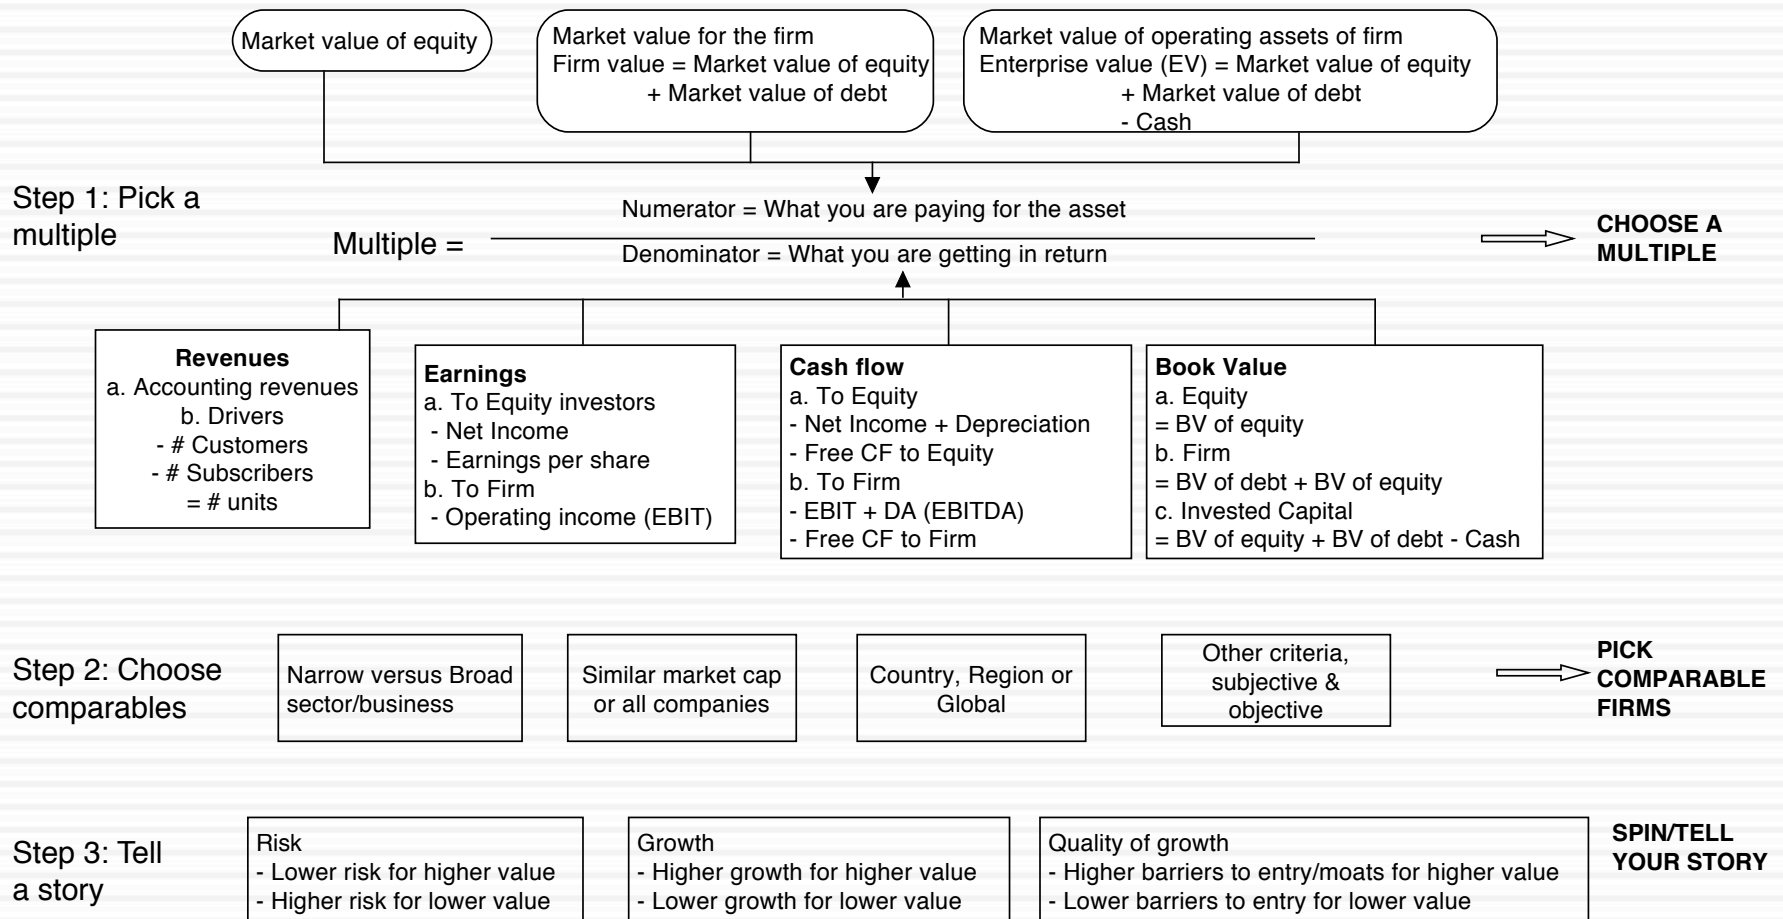 Market value of equity
Market value for the firm
Firm value = Market value of equity
+ Market value of debt
Market value of operating assets of firm
Enterprise value (EV) = Market value of equity
+ Market value of debt
- Cash
Step 1: Pick a
multiple
Multiple =
Numerator = What you are paying for the asset
Denominator = What you are getting in return
CHOOSE A
MULTIPLE
Revenues
a. Accounting revenues
b. Drivers
- # Customers
- # Subscribers
= # units
Earnings
a. To Equity investors
- Net Income
- Earnings per share
b. To Firm
- Operating income (EBIT)
Cash flow
a. To Equity
- Net Income + Depreciation
- Free CF to Equity
b. To Firm
- EBIT + DA (EBITDA)
- Free CF to Firm
Book Value
a. Equity
= BV of equity
b. Firm
= BV of debt + BV of equity
c. Invested Capital
= BV of equity + BV of debt - Cash
Step 2: Choose
comparables
Narrow versus Broad
sector/business
Similar market cap
or all companies
Country, Region or
Global
Other criteria,
subjective &
objective
PICK
COMPARABLE
FIRMS
Step 3: Tell
a story
Risk
- Lower risk for higher value
- Higher risk for lower value
Growth
- Higher growth for higher value
- Lower growth for lower value
Quality of growth
- Higher barriers to entry/moats for higher value
- Lower barriers to entry for lower value
SPIN/TELL
YOUR STORY